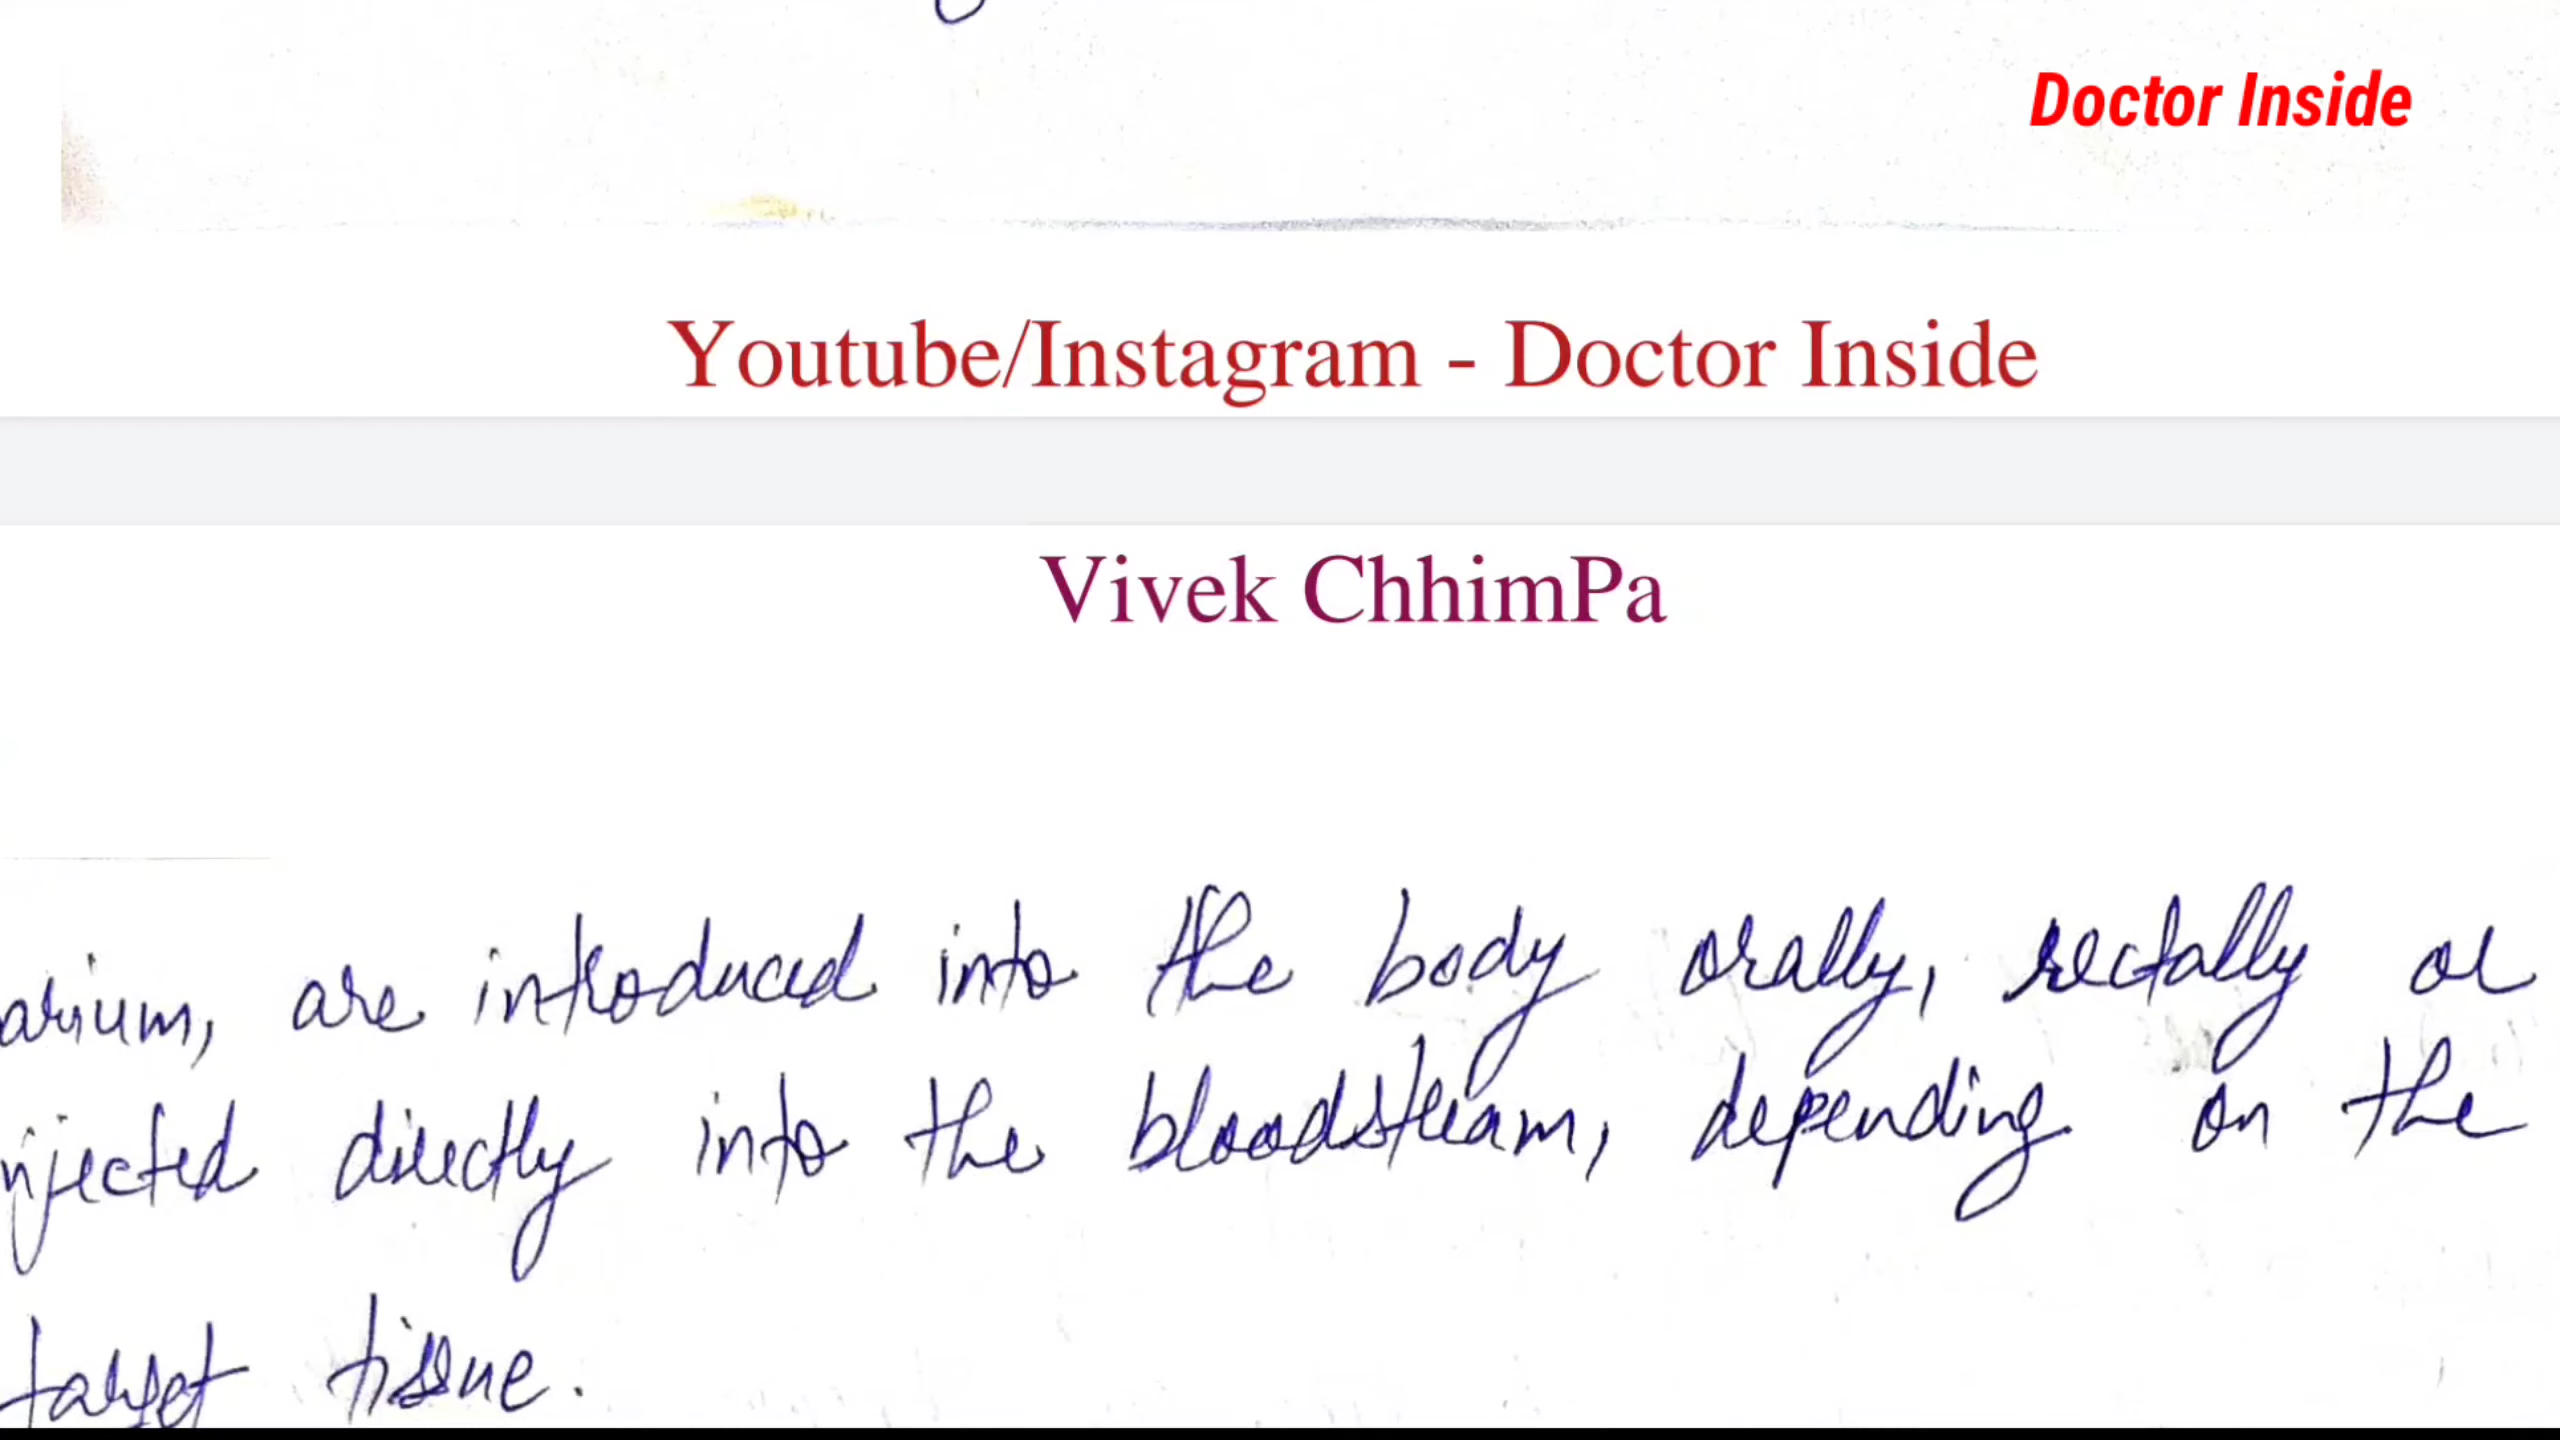 Doctor Inside
Youtube/Instagram - Doctor Inside
Vivek ChhimPa
arium, are introduced into the body orally, rectally or
njected directly into the bloodstream, depending on the
target tissue.